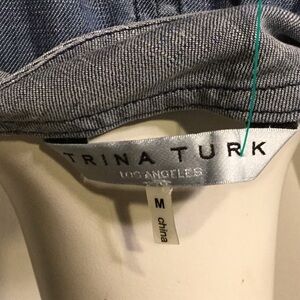 TRINA TURK
LOS ANGELES
M
china